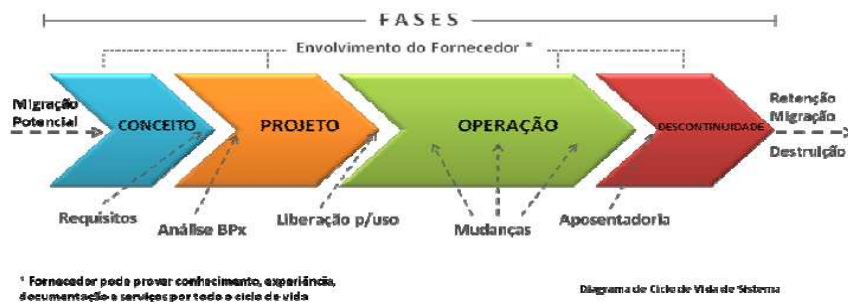 FASES
Envolvimento do Fornecedor *
Migração
Potencial
CONCEITO
PROJETO
OPERAÇÃO
DESCONTINUIDADE
Retenção
Migração
Destruição
Requisitos
Análise BPx
Liberação p/uso
Mudanças
Aposentadoria
* Fornecedor pode prover conhecimento, experiência,
documentação e serviços por todo o ciclo de vida
Diagrama de Ciclo de Vida de Sistema